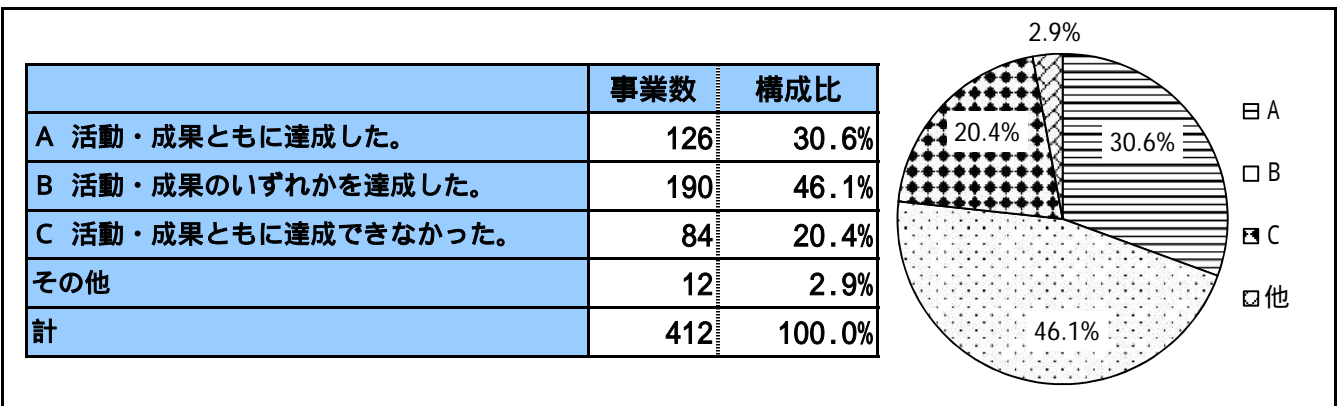 事業数 構成比
A 活動・成果ともに達成した。 126 30.6%
B 活動・成果のいずれかを達成した。 190 46.1%
C 活動・成果ともに達成できなかった。 84 20.4%
その他 12 2.9%
計 412 100.0%
2.9%
20.4%
30.6%
46.1%
A
B
C
他